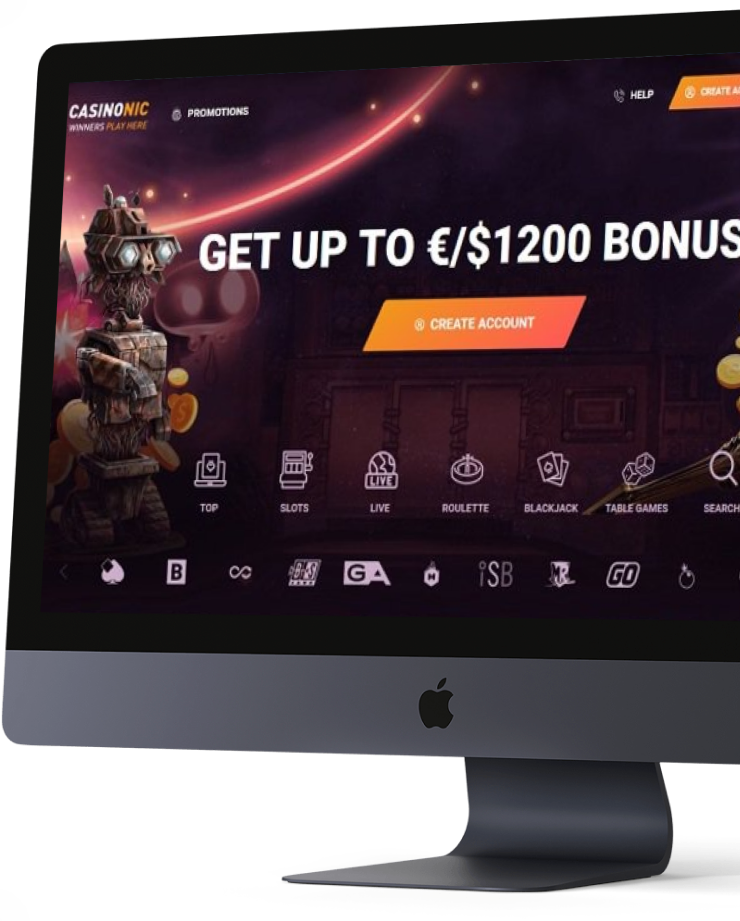 CASINONIC
WINNERS PLAY HERE
PROMOTIONS
HELP
CREATE
GET UP TO €/$1200 BONUS
CREATE ACCOUNT
TOP
SLOTS
LIVE
LIVE
ROULETTE
BLACKJACK
TABLE GAMES
SEARCH
B
GA
iSB
MR
GO